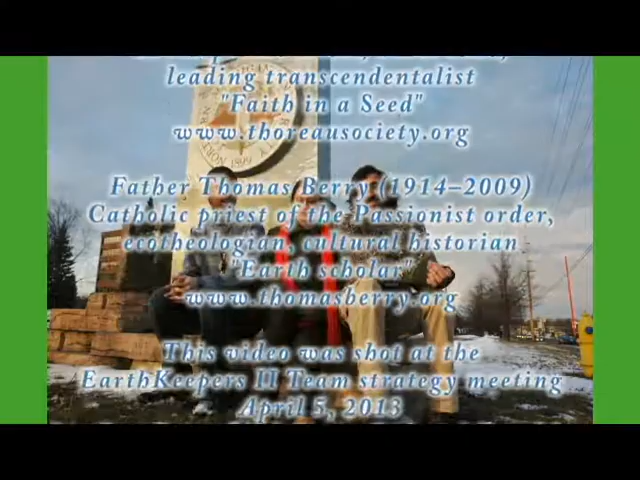 leading transcendentalist
"Faith in a Seed"
www.thoreausociety.org
Father Thomas Berry (1914–2009)
Catholic priest of the Passionist order,
ecotheologian, cultural historian
"Earth scholar"
www.thomasberry.org
This video was shot at the
EarthKeepers II Team strategy meeting
April 5, 2013
NORT
1899